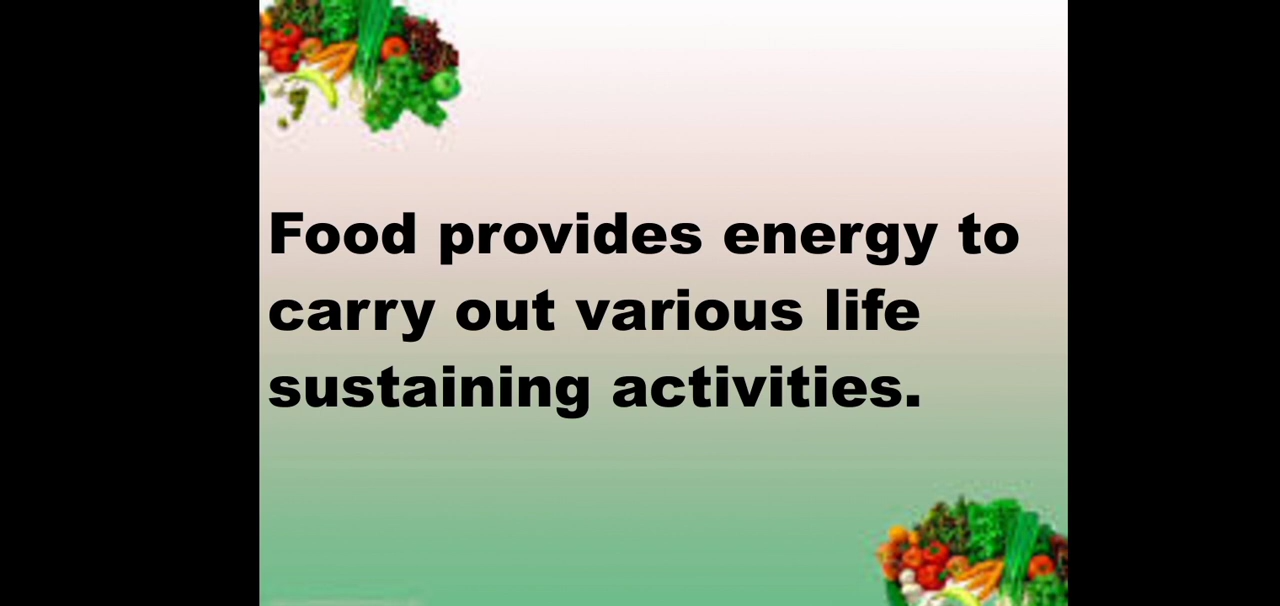 Food provides energy to
carry out various life
sustaining activities.